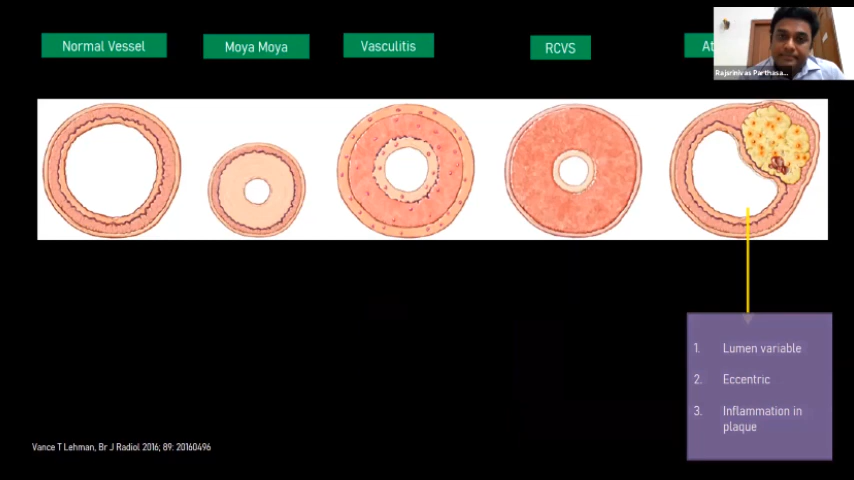 Normal Vessel
Moya Moya
Vasculitis
RCVS
Rajsrinivas Parthasa...
1. Lumen variable
2. Eccentric
3. Inflammation in
plaque
Vance T Lehman, Br J Radiol 2016; 89: 20160496